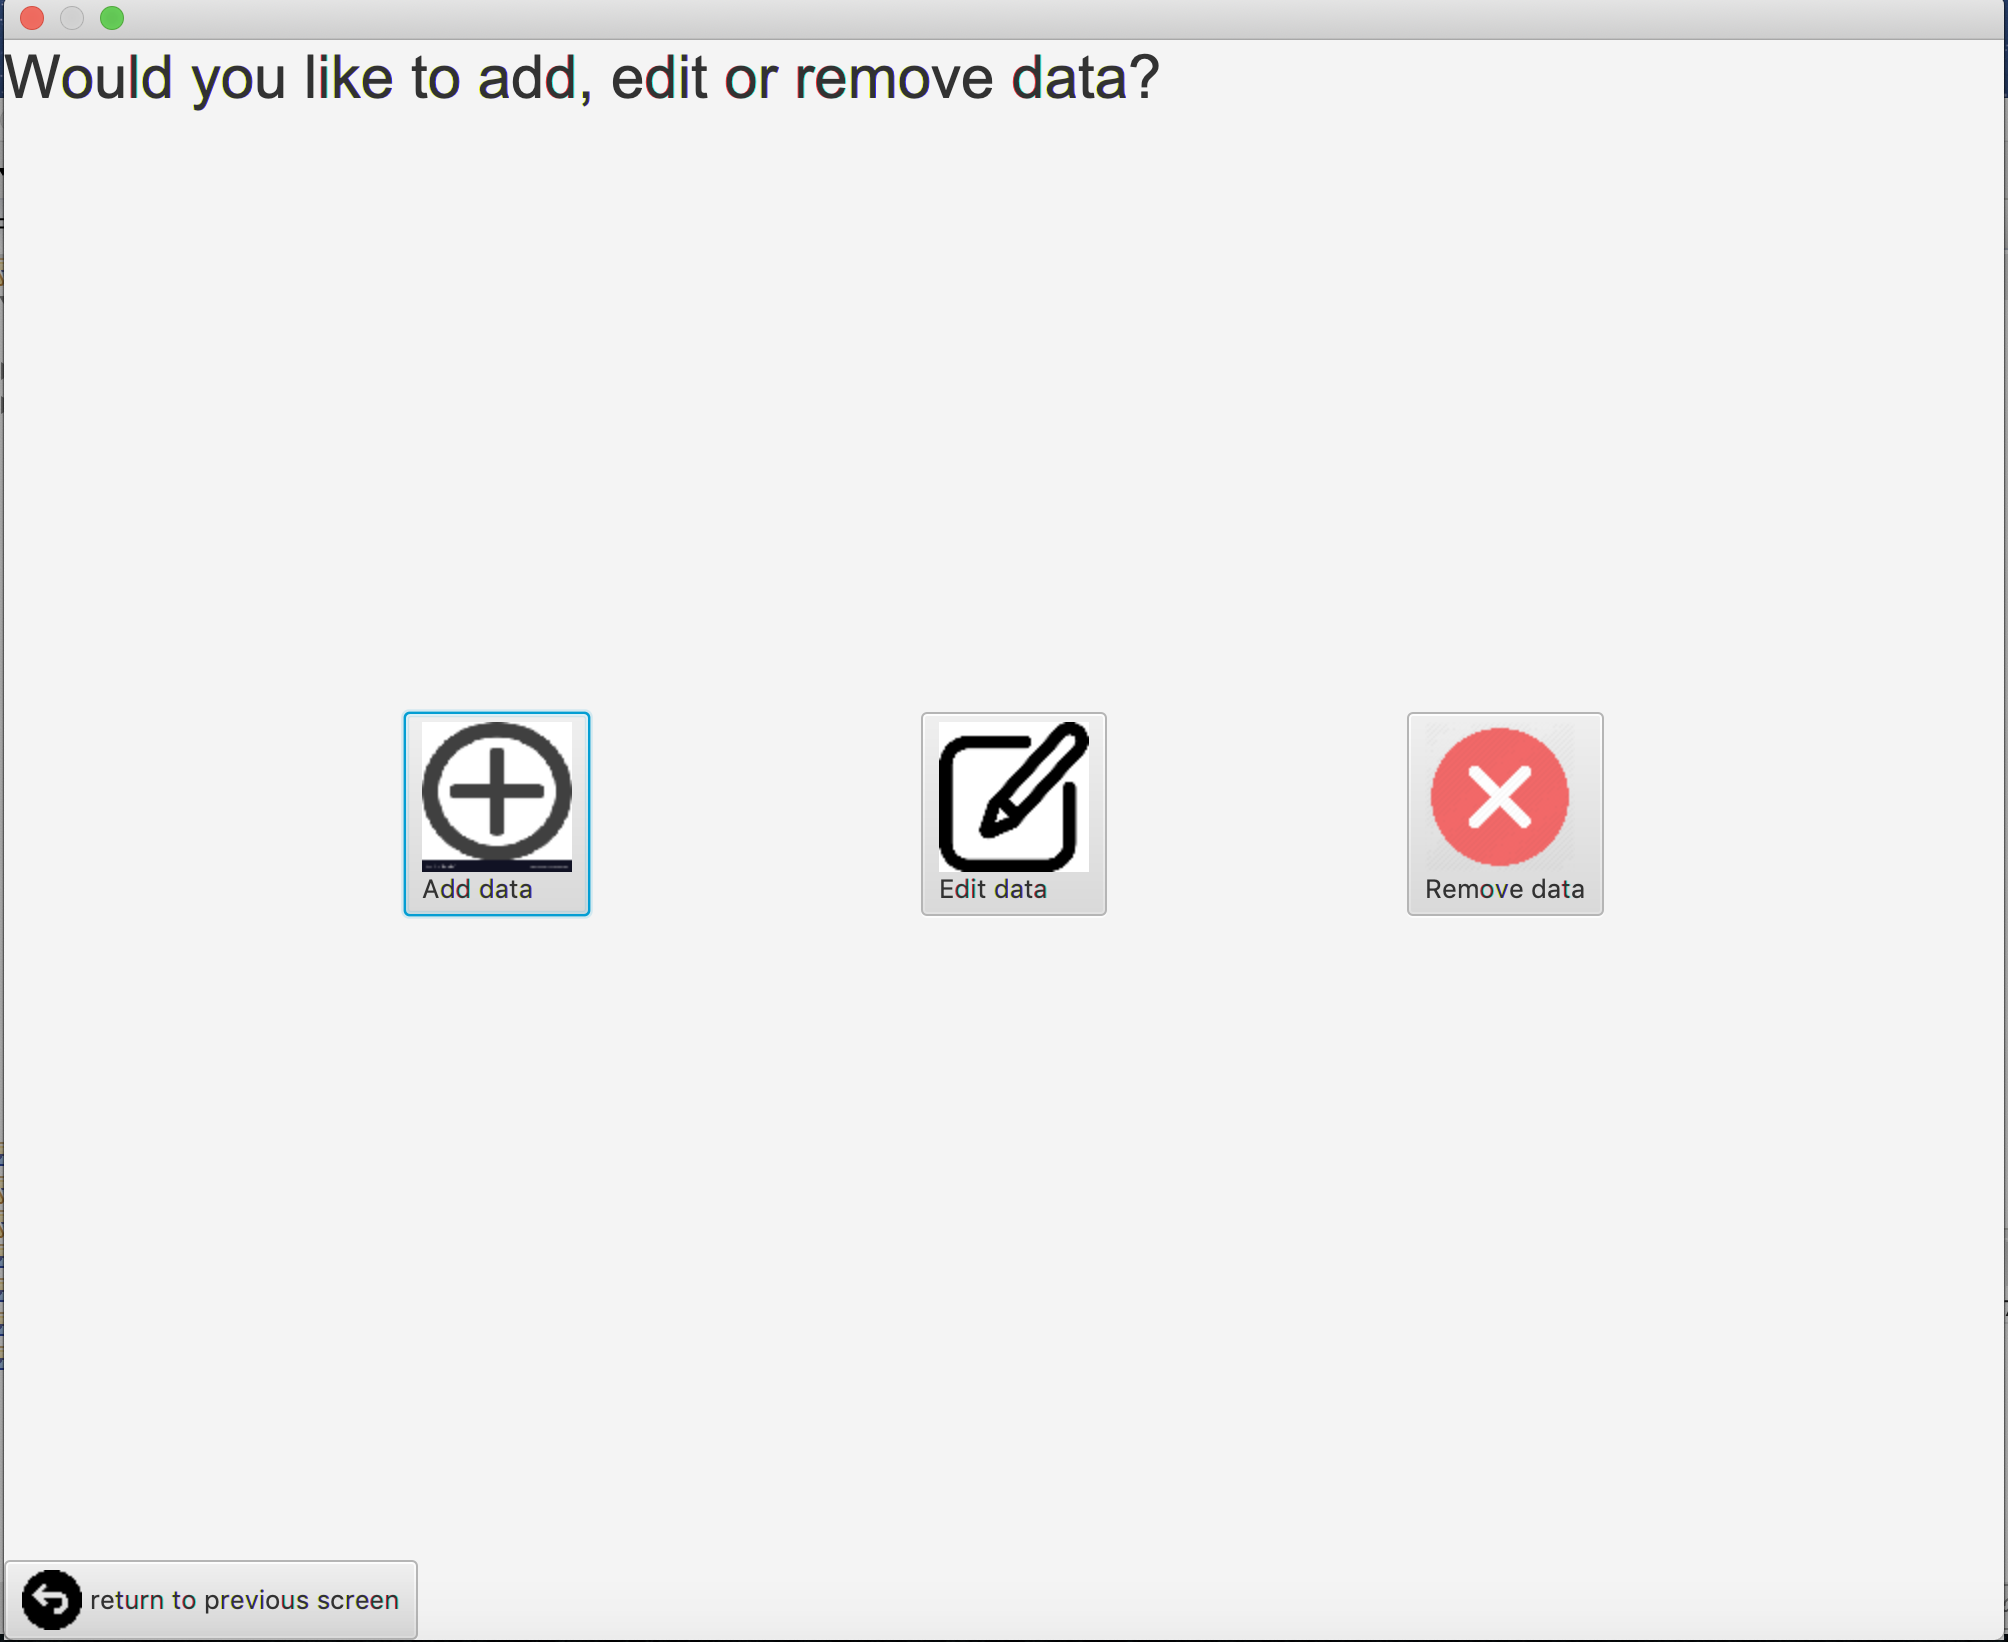 Would you like to add, edit or remove data?
Add data
Edit data
Remove data
return to previous screen